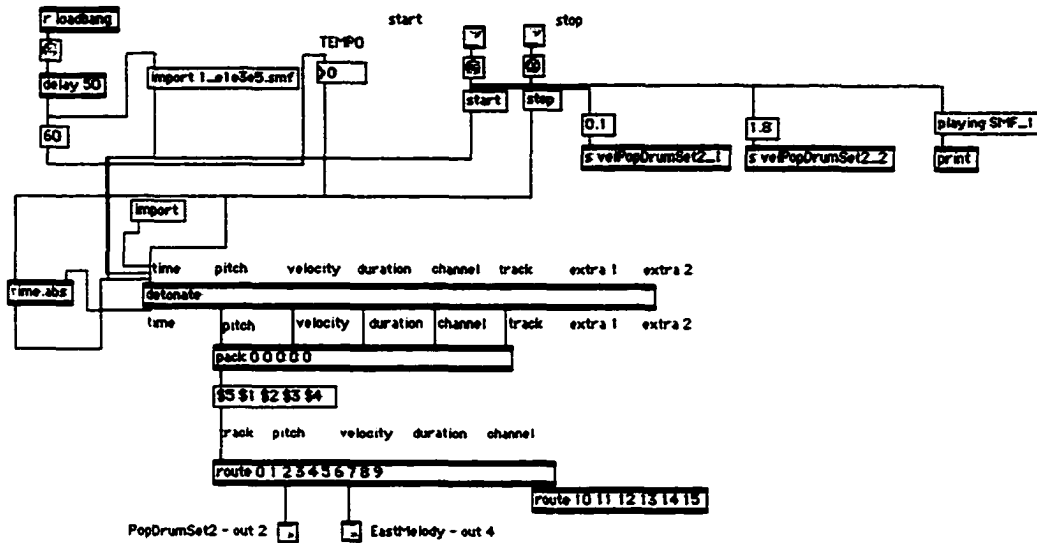 r loadbang
start
stop
TEMPO
delay 50
import 1_e1e3e5.smf
0
start
stop
60
0.1
1.8
playing SMF_1
s velPopDrumSet2_1
s velPopDrumSet2_2
print
import
time pitch velocity duration channel track extra 1 extra 2
rime.abs
detonate
time pitch velocity duration channel track extra 1 extra 2
pack 0 0 0 0 0
$5 $1 $2 $3 $4
track pitch velocity duration channel
route 0 1 2 3 4 5 6 7 8 9
route 10 11 12 13 14 15
PopDrumSet2 - out 2
EastMelody - out 4